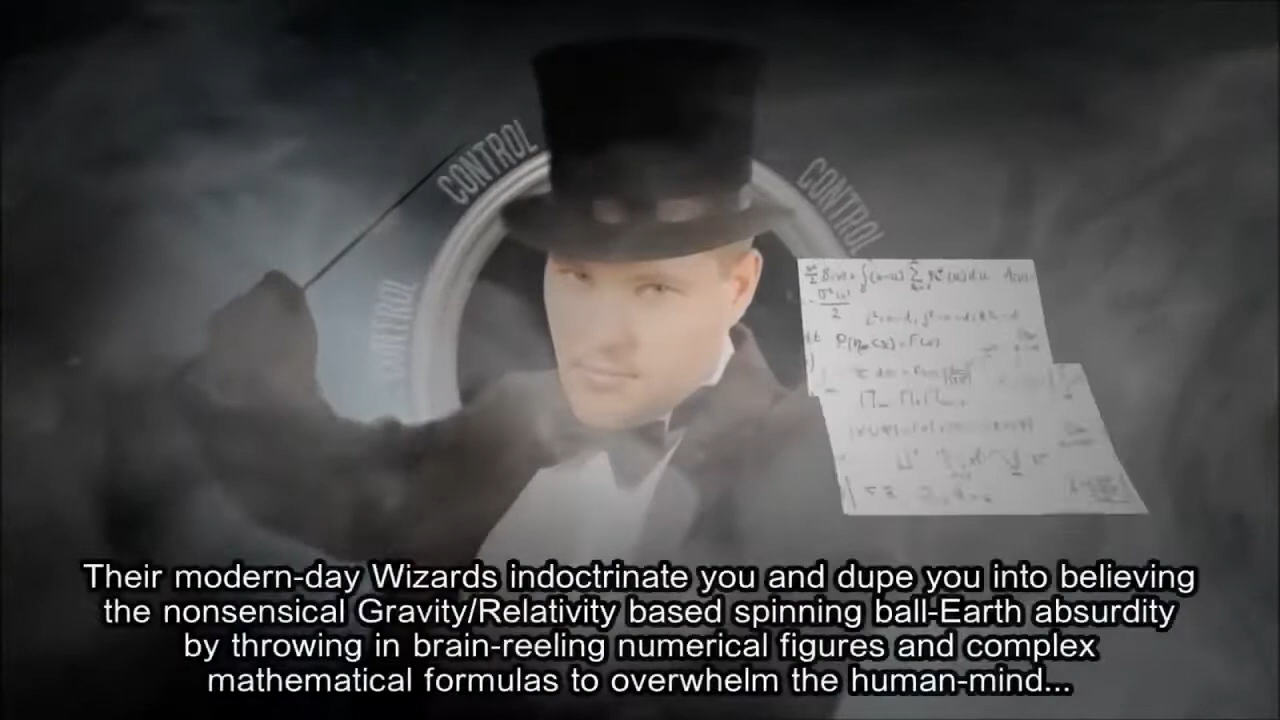 CONTROL
CONTROL
CONTROL
Their modern-day Wizards indoctrinate you and dupe you into believing
the nonsensical Gravity/Relativity based spinning ball-Earth absurdity
by throwing in brain-reeling numerical figures and complex
mathematical formulas to overwhelm the human-mind...